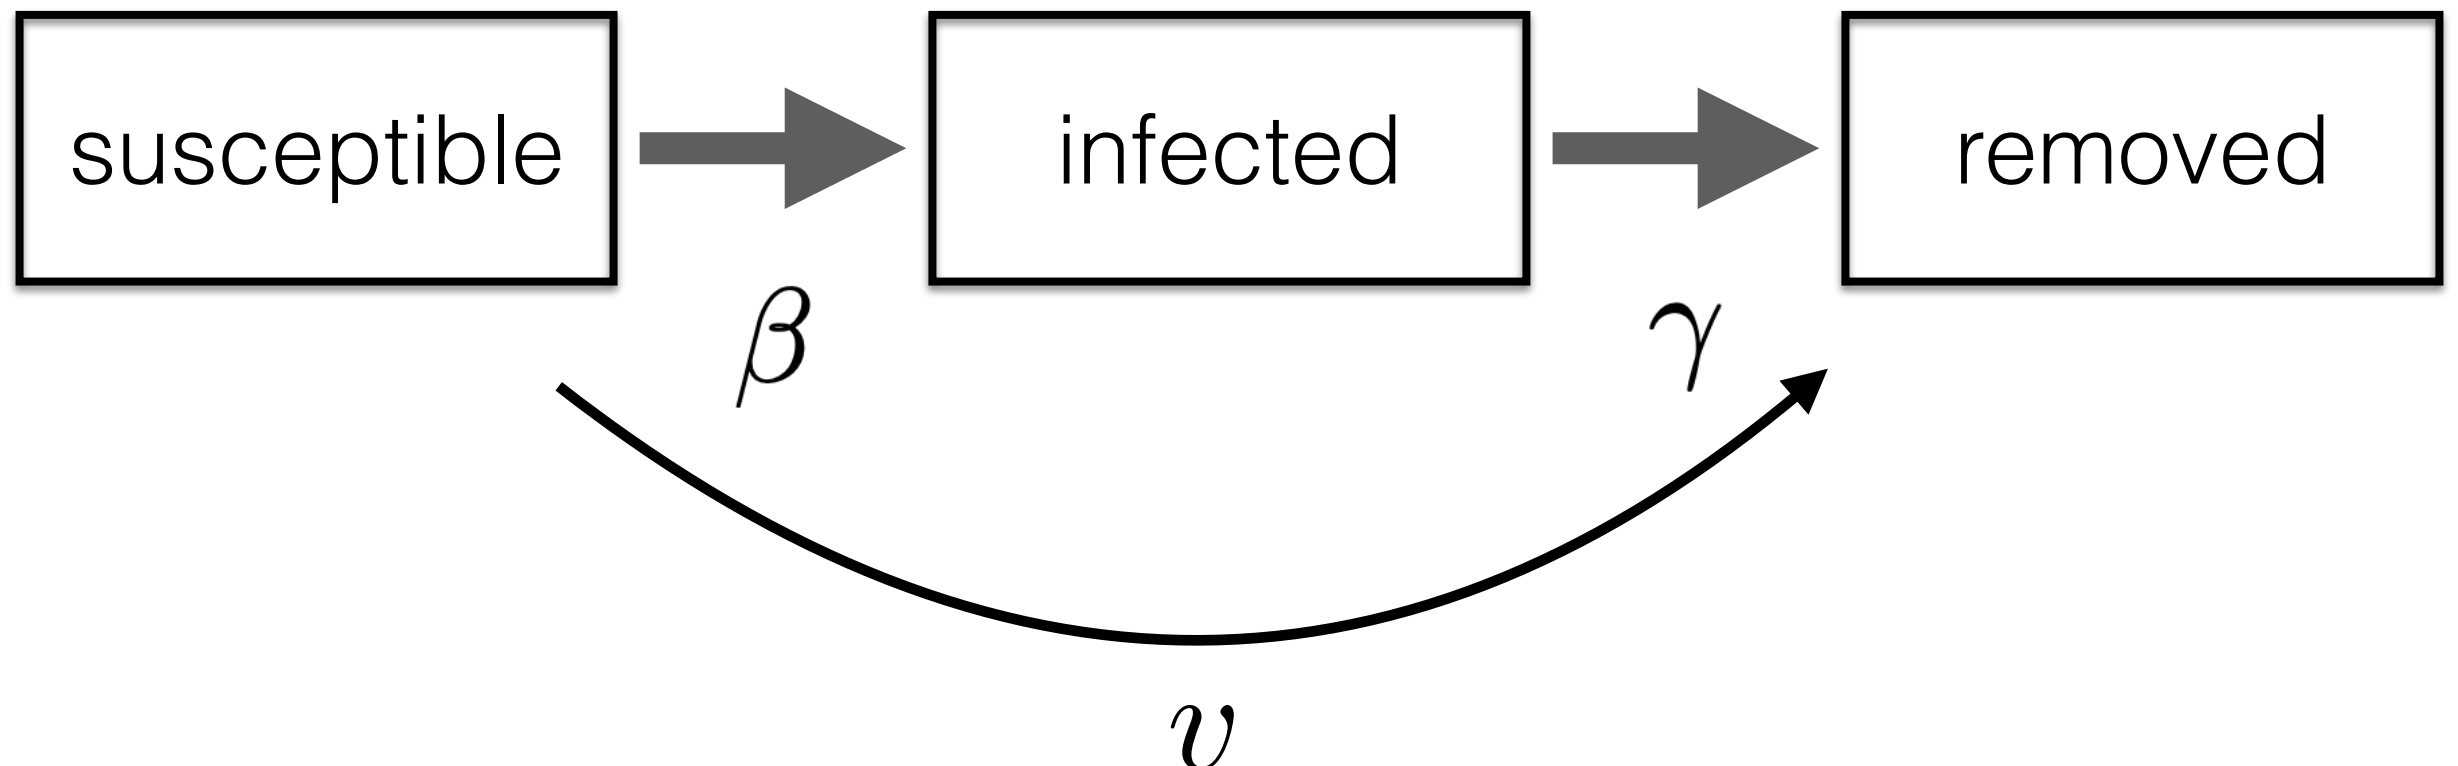 susceptible infected removed
β γ
v